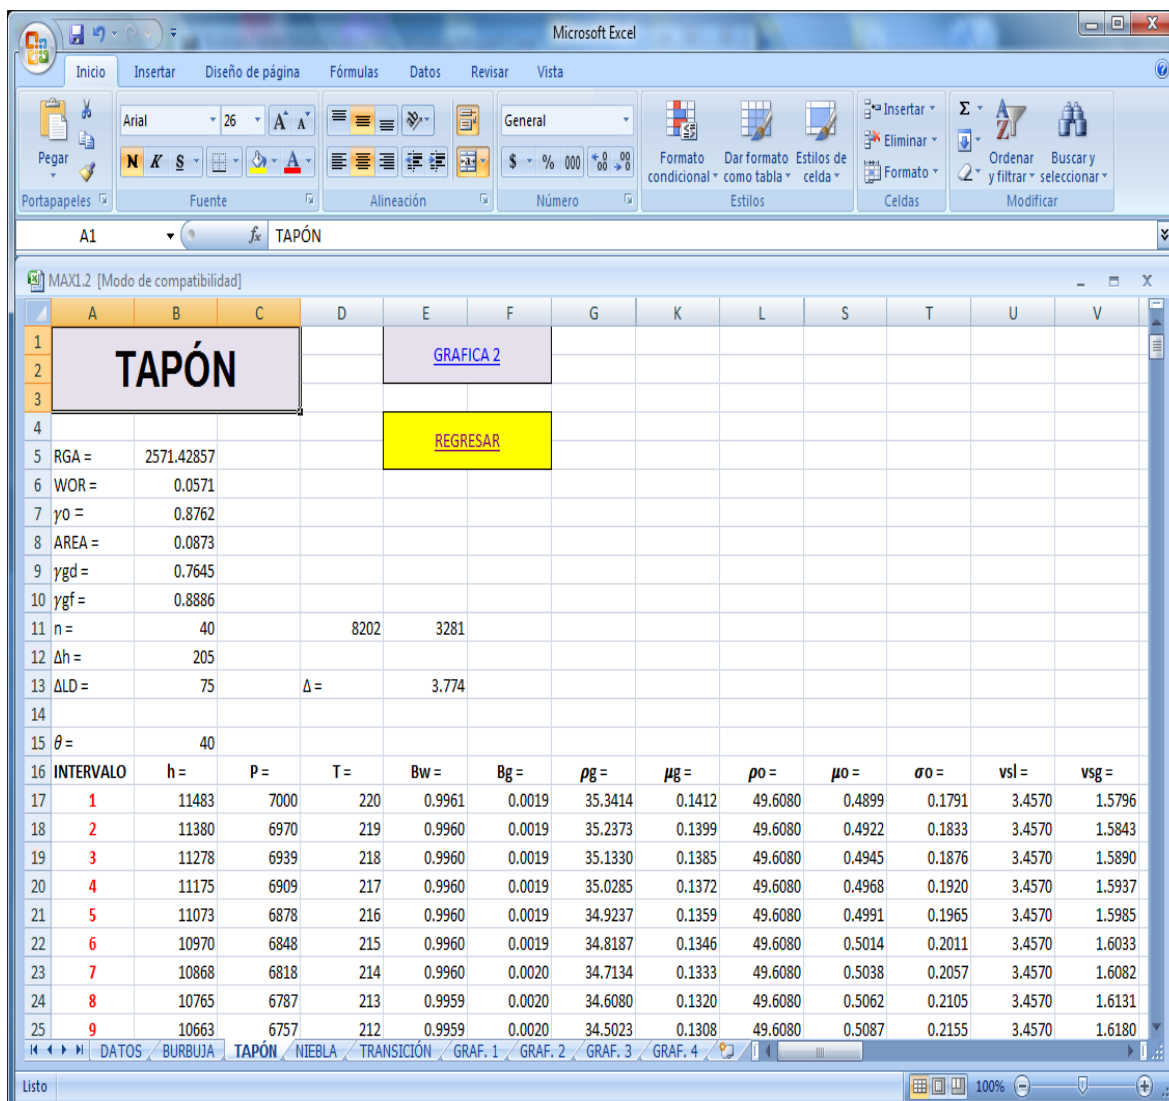 Microsoft Excel
Inicio Insertar Diseño de página Fórmulas Datos Revisar Vista
Pegar
Portapapeles
Arial 26 A A
N K S A
Fuente
Alineación
General
$ % 000
Número
Formato condicional
Dar formato como tabla
Estilos de celda
Estilos
Insertar
Eliminar
Formato
Celdas
Σ
Ordenar y filtrar
Buscar y seleccionar
Modificar
A1 fx TAPÓN
MAX1.2 [Modo de compatibilidad]
A B C D E F G K L S T U V
1
2 TAPÓN GRAFICA 2
3
4 REGRESAR
5 RGA = 2571.42857
6 WOR = 0.0571
7 γo = 0.8762
8 AREA = 0.0873
9 γgd = 0.7645
10 γgf = 0.8886
11 n = 40 8202 3281
12 Δh = 205
13 ΔLD = 75 Δ = 3.774
14
15 θ = 40
16 INTERVALO h = P = T = Bw = Bg = ρg = μg = ρo = μo = σo = vsl = vsg =
17 1 11483 7000 220 0.9961 0.0019 35.3414 0.1412 49.6080 0.4899 0.1791 3.4570 1.5796
18 2 11380 6970 219 0.9960 0.0019 35.2373 0.1399 49.6080 0.4922 0.1833 3.4570 1.5843
19 3 11278 6939 218 0.9960 0.0019 35.1330 0.1385 49.6080 0.4945 0.1876 3.4570 1.5890
20 4 11175 6909 217 0.9960 0.0019 35.0285 0.1372 49.6080 0.4968 0.1920 3.4570 1.5937
21 5 11073 6878 216 0.9960 0.0019 34.9237 0.1359 49.6080 0.4991 0.1965 3.4570 1.5985
22 6 10970 6848 215 0.9960 0.0019 34.8187 0.1346 49.6080 0.5014 0.2011 3.4570 1.6033
23 7 10868 6818 214 0.9960 0.0020 34.7134 0.1333 49.6080 0.5038 0.2057 3.4570 1.6082
24 8 10765 6787 213 0.9959 0.0020 34.6080 0.1320 49.6080 0.5062 0.2105 3.4570 1.6131
25 9 10663 6757 212 0.9959 0.0020 34.5023 0.1308 49.6080 0.5087 0.2155 3.4570 1.6180
DATOS BURBUJA TAPÓN NIEBLA TRANSICIÓN GRAF. 1 GRAF. 2 GRAF. 3 GRAF. 4
Listo 100%